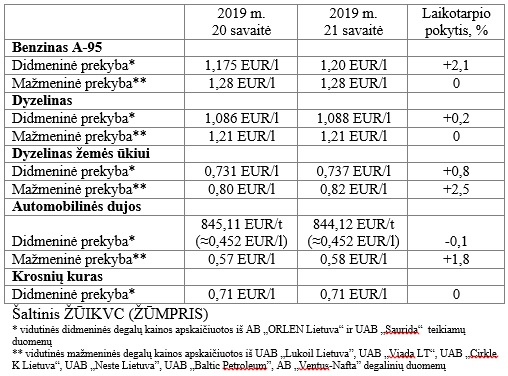 2019 m. 2019 m. Laikotarpio
20 savaitė 21 savaitė pokytis, %
Benzinas A-95
Didmeninė prekyba* 1,175 EUR/l 1,20 EUR/l +2,1
Mažmeninė prekyba** 1,28 EUR/l 1,28 EUR/l 0
Dyzelinas
Didmeninė prekyba* 1,086 EUR/l 1,088 EUR/l +0,2
Mažmeninė prekyba** 1,21 EUR/l 1,21 EUR/l 0
Dyzelinas žemės ūkiui
Didmeninė prekyba* 0,731 EUR/l 0,737 EUR/l +0,8
Mažmeninė prekyba** 0,80 EUR/l 0,82 EUR/l +2,5
Automobilinės dujos
845,11 EUR/t 844,12 EUR/t
Didmeninė prekyba* (≈0,452 EUR/l) (≈0,452 EUR/l) -0,1
Mažmeninė prekyba** 0,57 EUR/l 0,58 EUR/l +1,8
Krosnių kuras
Didmeninė prekyba* 0,71 EUR/l 0,71 EUR/l 0
Šaltinis ŽŪIKVC (ŽŪMPRIS)
* vidutinės didmeninės degalų kainos apskaičiuotos iš AB „ORLEN Lietuva“ ir UAB „Saurida“ teikiamų
duomenų
** vidutinės mažmeninės degalų kainos apskaičiuotos iš UAB „Lukoil Lietuva”, UAB „Viada LT“, UAB „Cirkle
K Lietuva“, UAB „Neste Lietuva”, UAB „Baltic Petroleum”, AB „Ventus-Nafta” degalinių duomenų